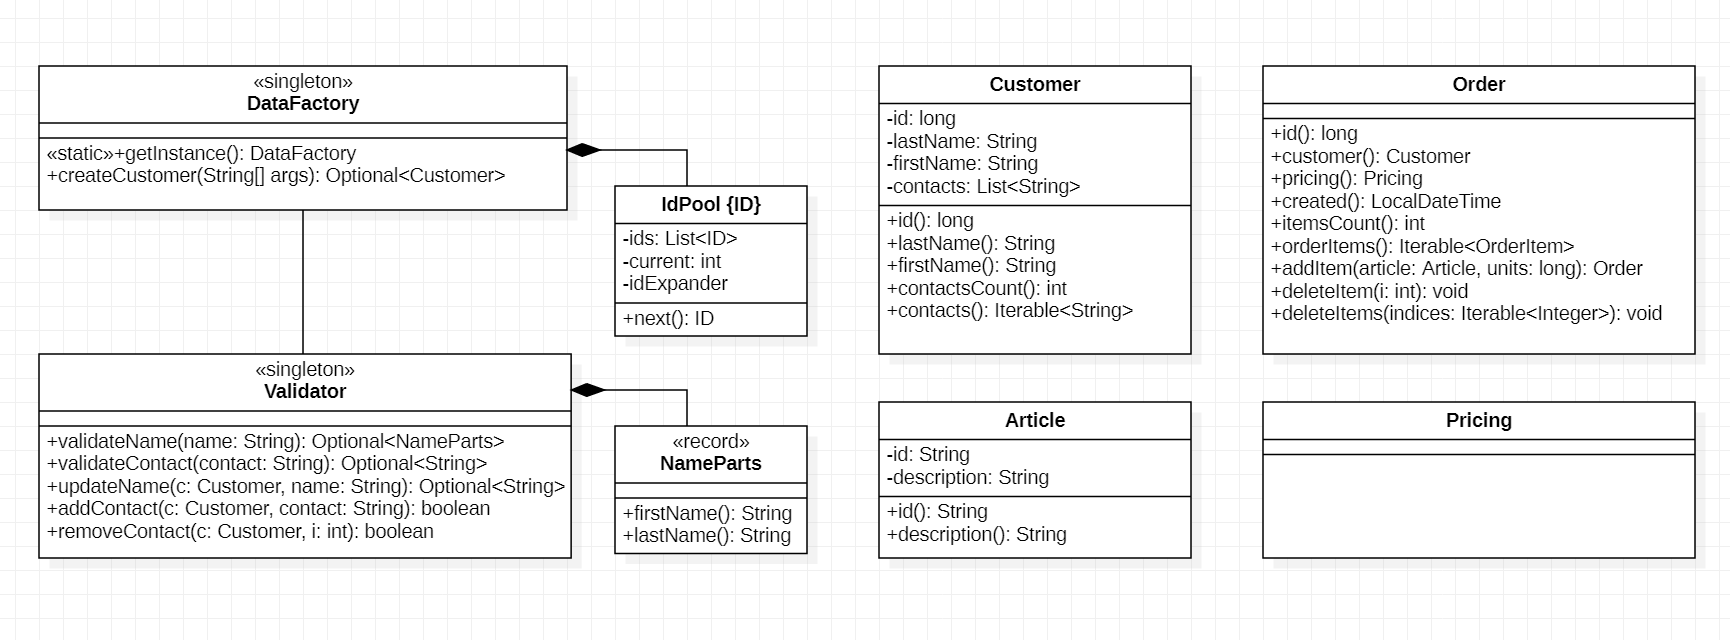 «singleton»
DataFactory
«static»+getInstance(): DataFactory
+createCustomer(String[] args): Optional<Customer>
IdPool {ID}
-ids: List<ID>
-current: int
-idExpander
+next(): ID
«singleton»
Validator
+validateName(name: String): Optional<NameParts>
+validateContact(contact: String): Optional<String>
+updateName(c: Customer, name: String): Optional<String>
+addContact(c: Customer, contact: String): boolean
+removeContact(c: Customer, i: int): boolean
«record»
NameParts
+firstName(): String
+lastName(): String
Customer
-id: long
-lastName: String
-firstName: String
-contacts: List<String>
+id(): long
+lastName(): String
+firstName(): String
+contactsCount(): int
+contacts(): Iterable<String>
Order
+id(): long
+customer(): Customer
+pricing(): Pricing
+created(): LocalDateTime
+itemsCount(): int
+orderItems(): Iterable<OrderItem>
+addItem(article: Article, units: long): Order
+deleteItem(i: int): void
+deleteItems(indices: Iterable<Integer>): void
Article
-id: String
-description: String
+id(): String
+description(): String
Pricing